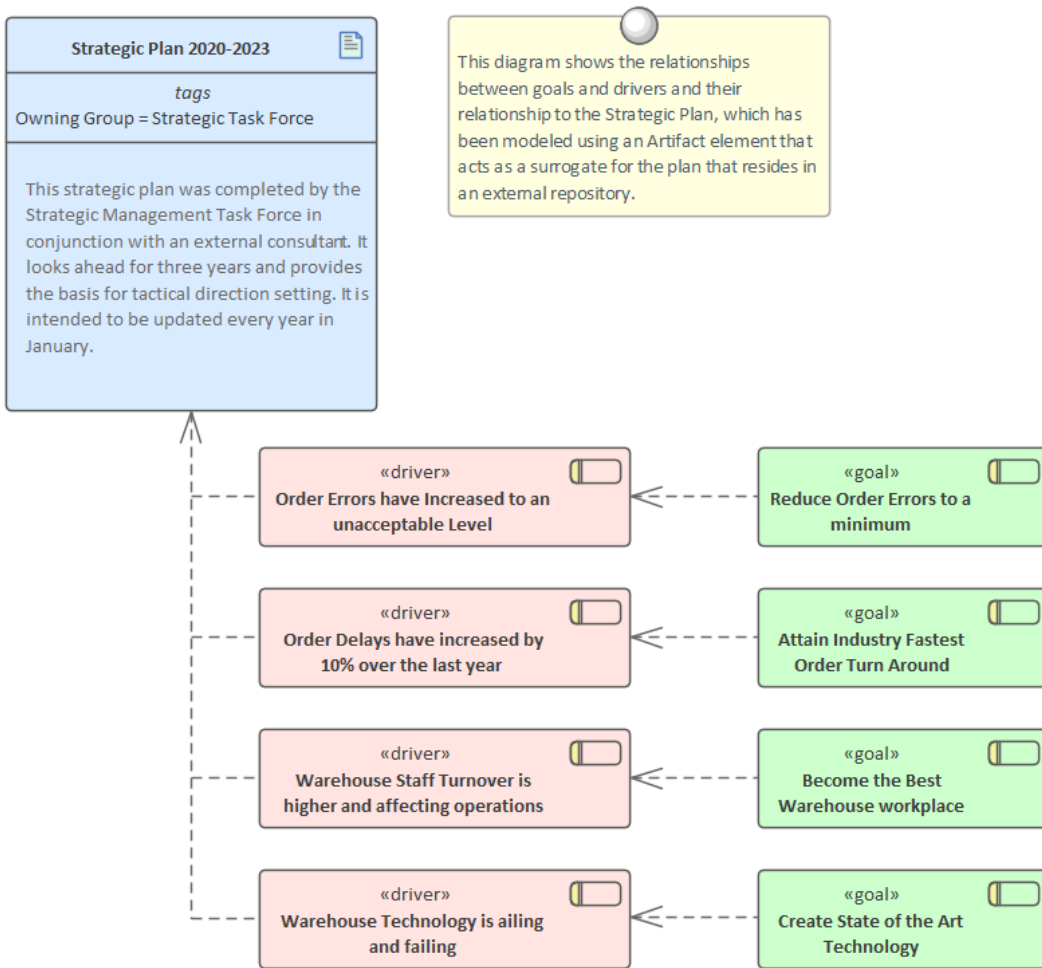 Strategic Plan 2020-2023
tags
Owning Group = Strategic Task Force
This strategic plan was completed by the
Strategic Management Task Force in
conjunction with an external consultant. It
looks ahead for three years and provides
the basis for tactical direction setting. It is
intended to be updated every year in
January.
This diagram shows the relationships
between goals and drivers and their
relationship to the Strategic Plan, which has
been modeled using an Artifact element that
acts as a surrogate for the plan that resides in
an external repository.
«driver»
Order Errors have Increased to an
unacceptable Level
«goal»
Reduce Order Errors to a
minimum
«driver»
Order Delays have increased by
10% over the last year
«goal»
Attain Industry Fastest
Order Turn Around
«driver»
Warehouse Staff Turnover is
higher and affecting operations
«goal»
Become the Best
Warehouse workplace
«driver»
Warehouse Technology is ailing
and failing
«goal»
Create State of the Art
Technology